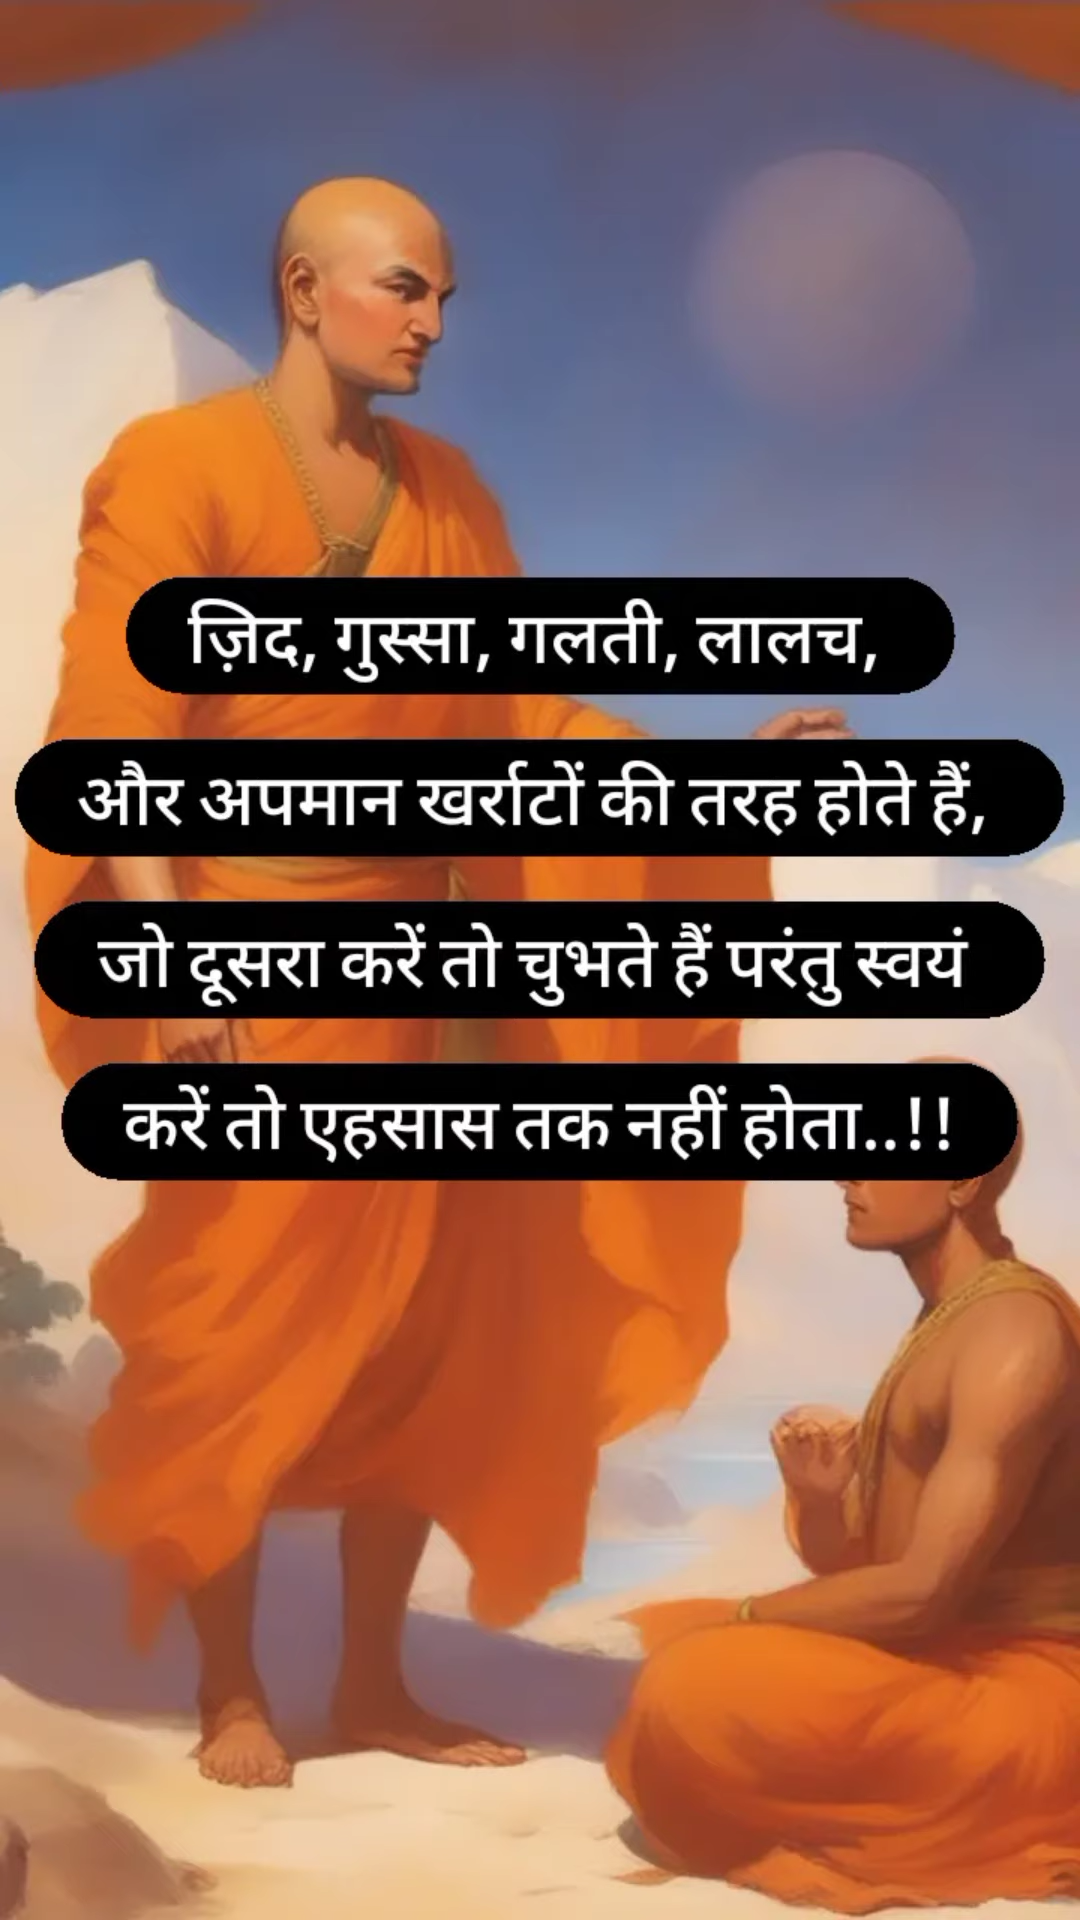 ज़िद, गुस्सा, गलती, लालच,
और अपमान खर्राटों की तरह होते हैं,
जो दूसरा करें तो चुभते हैं परंतु स्वयं
करें तो एहसास तक नहीं होता..!!